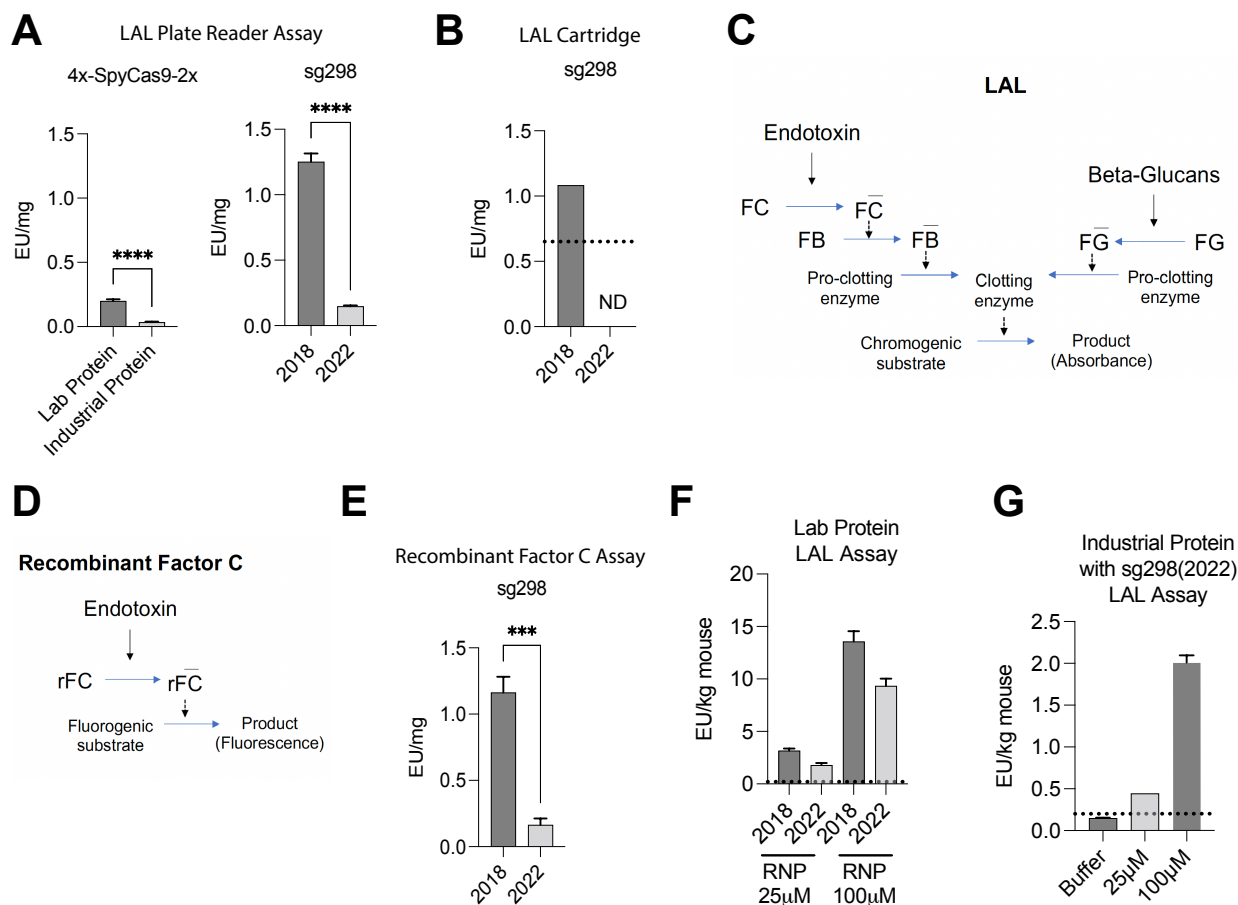 A
LAL Plate Reader Assay
4x-SpyCas9-2x
sg298
EU/mg
1.5
1.0
0.5
0.0
****
Lab Protein
Industrial Protein
EU/mg
1.5
1.0
0.5
0.0
****
2018
2022
B
LAL Cartridge
sg298
EU/mg
1.5
1.0
0.5
0.0
ND
2018
2022
C
LAL
Endotoxin
Beta-Glucans
FC
FC̅
FB
FB̅
FG̅
FG
Pro-clotting
enzyme
Clotting
enzyme
Pro-clotting
enzyme
Chromogenic
substrate
Product
(Absorbance)
D
Recombinant Factor C
Endotoxin
rFC
rFC̅
Fluorogenic
substrate
Product
(Fluorescence)
E
Recombinant Factor C Assay
sg298
EU/mg
1.5
1.0
0.5
0.0
***
2018
2022
F
Lab Protein
LAL Assay
EU/kg mouse
20
15
10
5
0
2018
2022
2018
2022
RNP
25μM
RNP
100μM
G
Industrial Protein
with sg298(2022)
LAL Assay
EU/kg mouse
2.5
2.0
1.5
1.0
0.5
0.0
Buffer
25μM
100μM